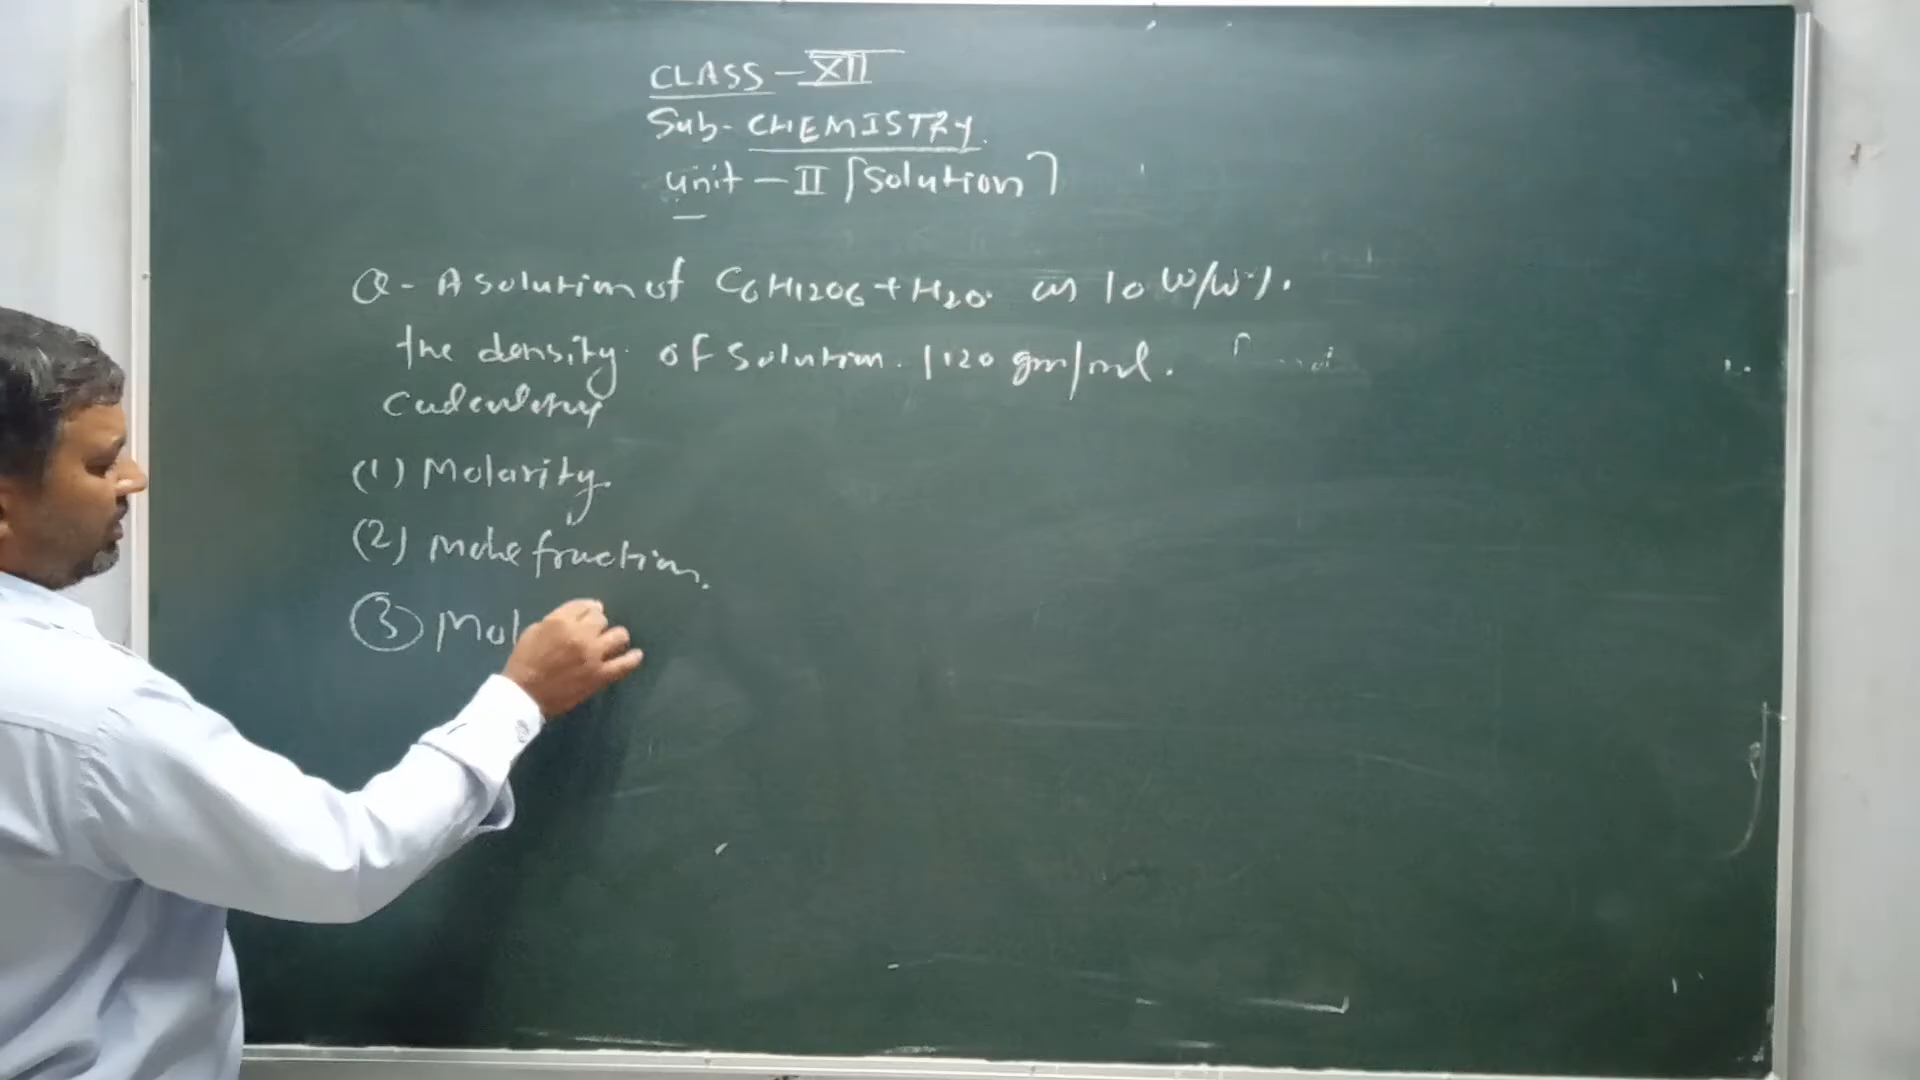 CLASS - XII
Sub- CHEMISTRY.
Unit - II [Solution]
Q - A solution of C6H12O6 + H2O as 10 W/W %.
the density of Solution. 1120 gm/ml.
(1) Molarity.
(2) Mole fraction.
(3) Mol